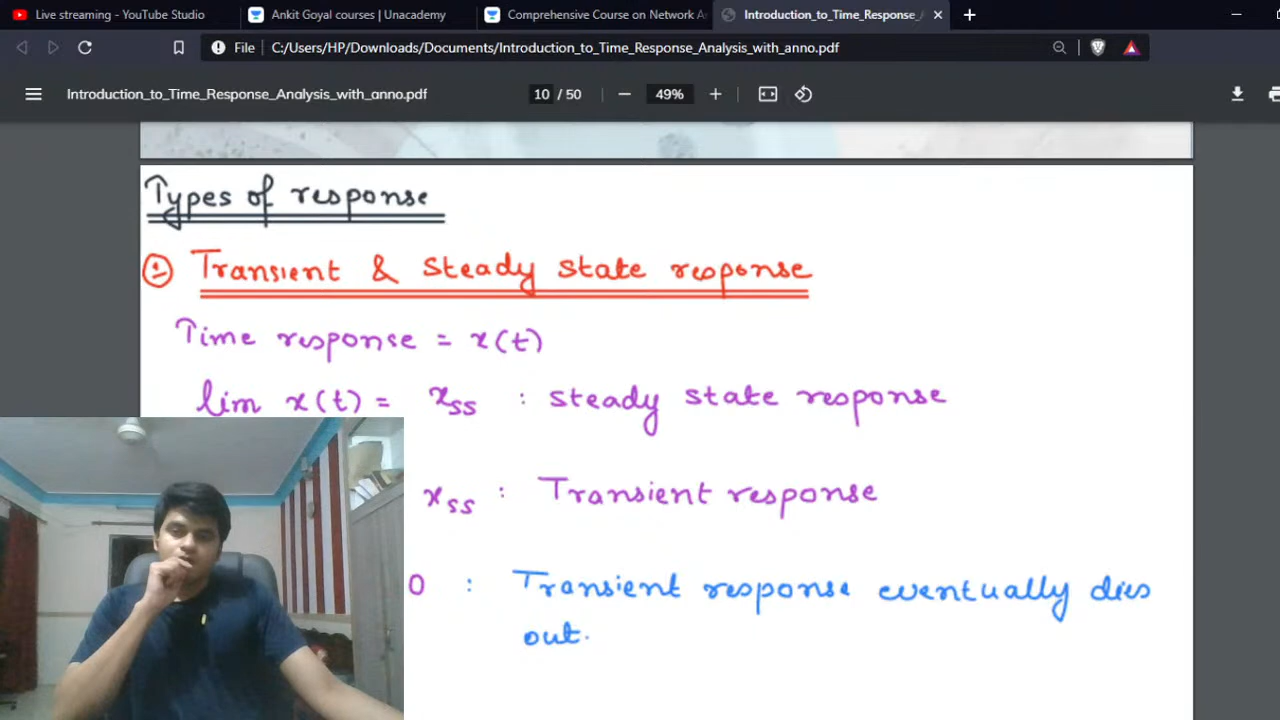 Live streaming - YouTube Studio
Ankit Goyal courses | Unacademy
Comprehensive Course on Network A
Introduction_to_Time_Response_A
File C:/Users/HP/Downloads/Documents/Introduction_to_Time_Response_Analysis_with_anno.pdf
Introduction_to_Time_Response_Analysis_with_anno.pdf
10 / 50
49%
Types of response
① Transient & Steady state response
Time response = x(t)
lim x(t) = xss : steady state response
xss : Transient response
0 : Transient response eventually dies
out.